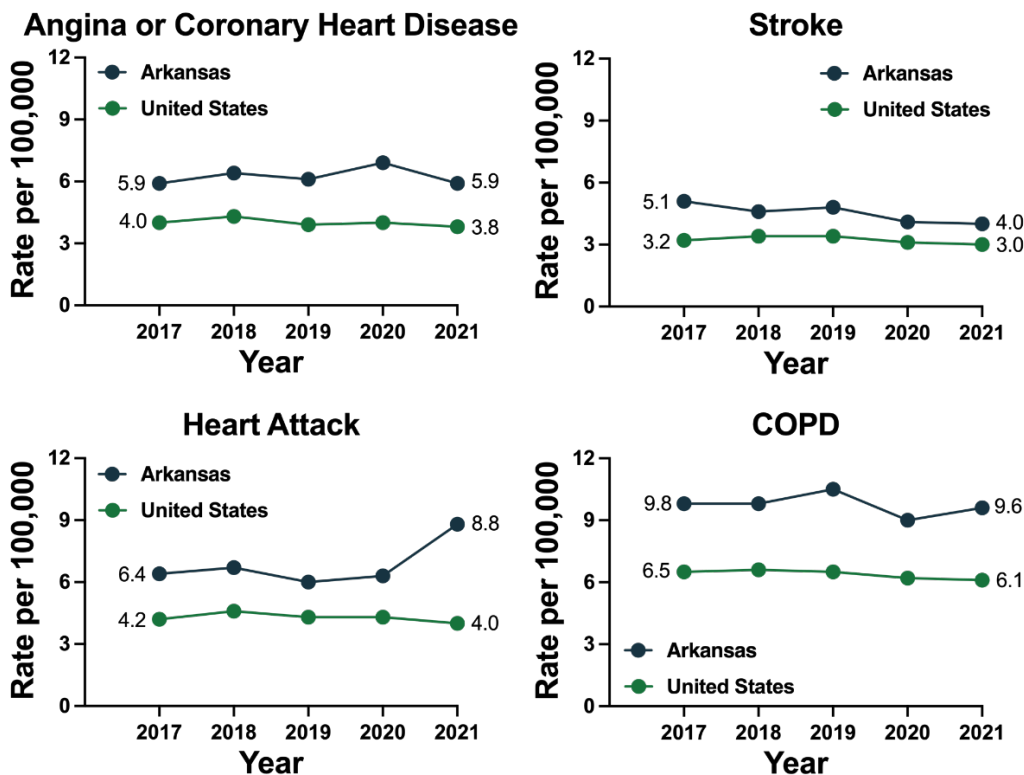 Angina or Coronary Heart Disease
Rate per 100,000
12
9
6
3
0
Arkansas
United States
5.9
4.0
5.9
3.8
2017 2018 2019 2020 2021
Year
Stroke
Rate per 100,000
12
9
6
3
0
Arkansas
United States
5.1
3.2
4.0
3.0
2017 2018 2019 2020 2021
Year
Heart Attack
Rate per 100,000
12
9
6
3
0
Arkansas
United States
6.4
4.2
8.8
4.0
2017 2018 2019 2020 2021
Year
COPD
Rate per 100,000
12
9
6
3
0
9.8
6.5
9.6
6.1
Arkansas
United States
2017 2018 2019 2020 2021
Year